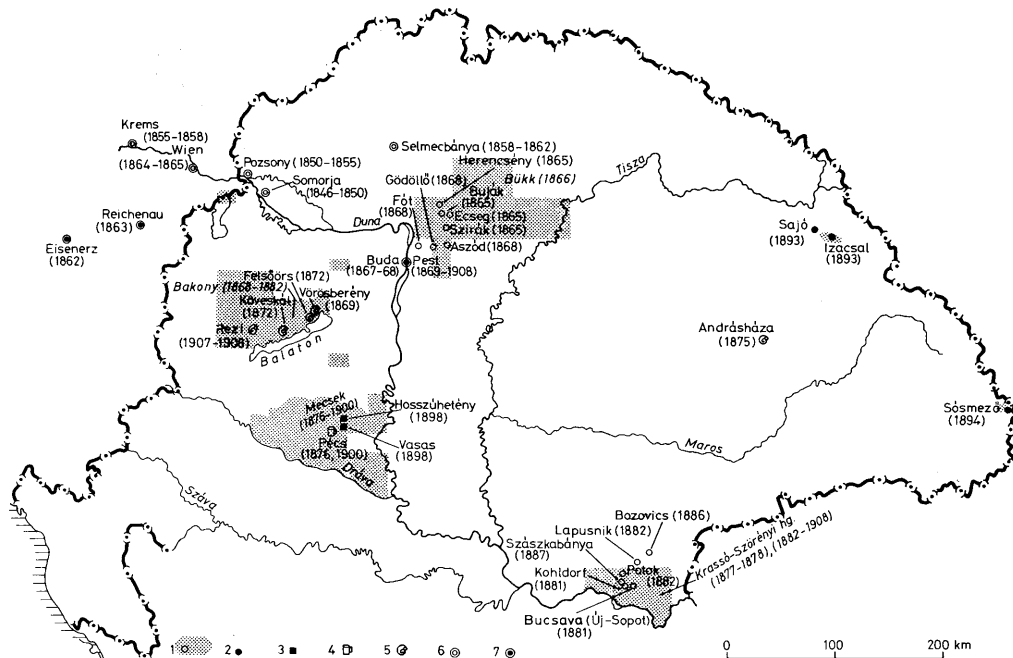 Krems
(1855-1858)
Wien
(1864-1865)
Pozsony (1850-1855)
Somorja
(1846-1850)
Selmecbánya (1858-1862)
Herencsény (1865)
Bükk (1866)
Gödöllő (1868)
Buják
(1865)
Fót
(1868)
Ecseg (1865)
Szirák (1865)
Aszód (1868)
Duna
Tisza
Reichenau
(1863)
Eisenerz
(1862)
Buda
(1867-68)
Pest
(1869-1908)
Sajó
(1893)
Izacsal
(1893)
Felsőörs (1872)
Bakony (1868-1882)
Vörösberény
(1869)
Köveskál
(1872)
Rezi
(1907-1908)
Balaton
Andrásháza
(1875)
Mecsek
(1876-1900)
Hosszúhetény
(1898)
Pécs
(1876, 1900)
Vasas
(1898)
Dráva
Maros
Sósmező
(1894)
Száva
Bozovics (1886)
Lapusnik (1882)
Szászkabánya
(1887)
Kohldorf
(1881)
Potok
(1882)
Krassó-Szörényi hg.
(1877-1878), (1882-1908)
Bucsava (Új-Sopot)
(1881)
1 2 3 4 5 6 7
0 200 km